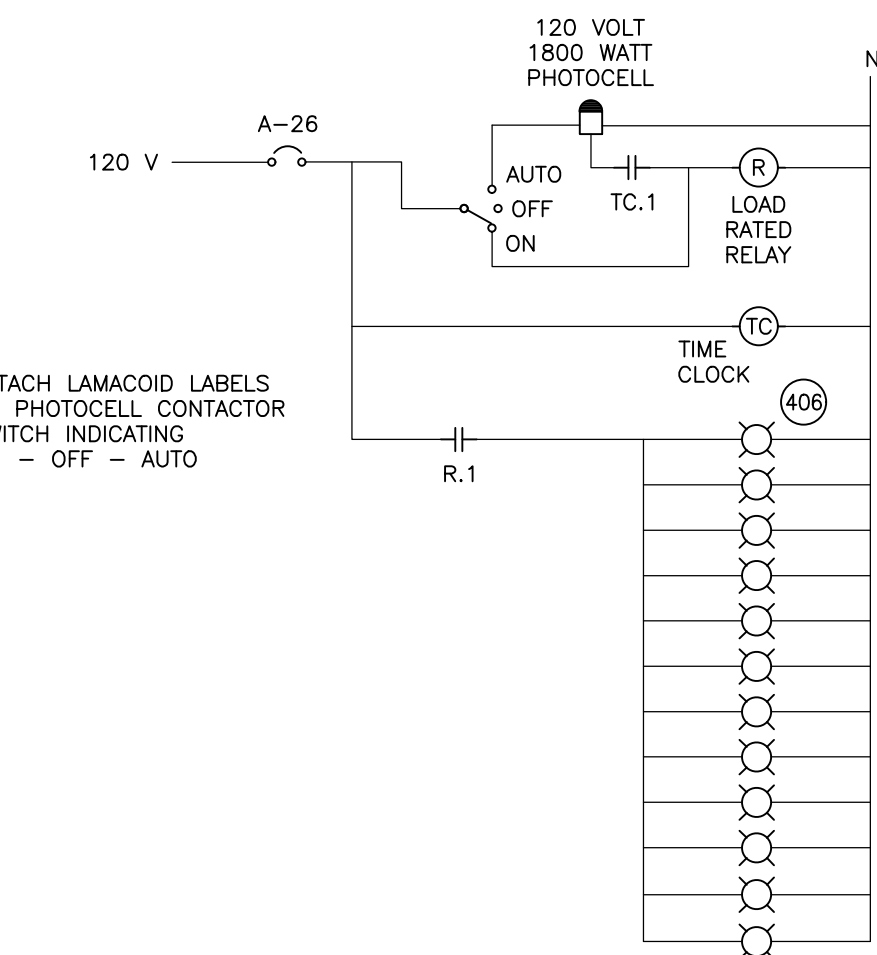 120 VOLT
1800 WATT
PHOTOCELL
N
A-26
120 V
AUTO
OFF
ON
TC.1
R
LOAD
RATED
RELAY
TC
TIME
CLOCK
TACH LAMACOID LABELS
PHOTOCELL CONTACTOR
ITCH INDICATING
- OFF - AUTO
406
R.1